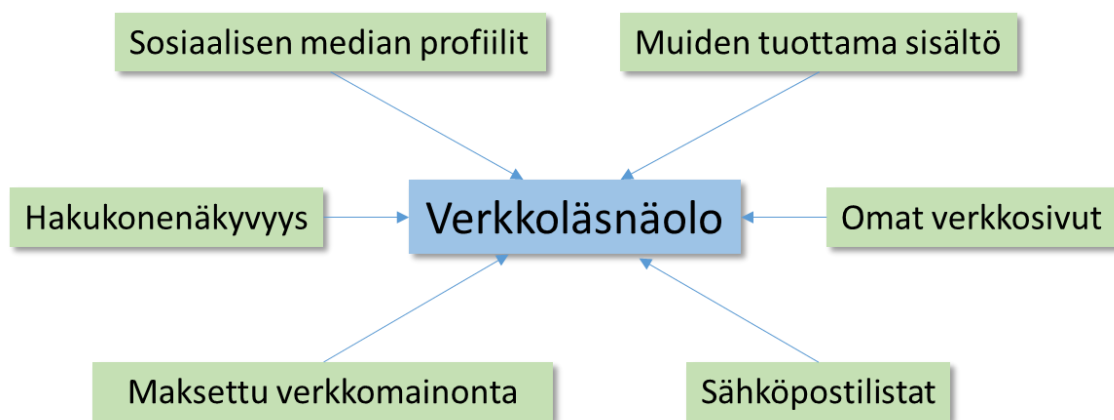 Sosiaalisen median profiilit
Muiden tuottama sisältö
Hakukonenäkyvyys
Verkkoläsnäolo
Omat verkkosivut
Maksettu verkkomainonta
Sähköpostilistat